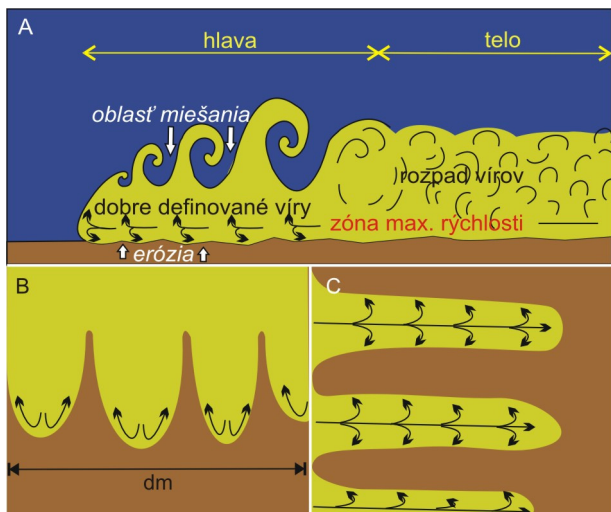 A
hlava
telo
oblasť miešania
rozpad vírov
dobre definované víry
zóna max. rýchlosti
erózia
B
dm
C